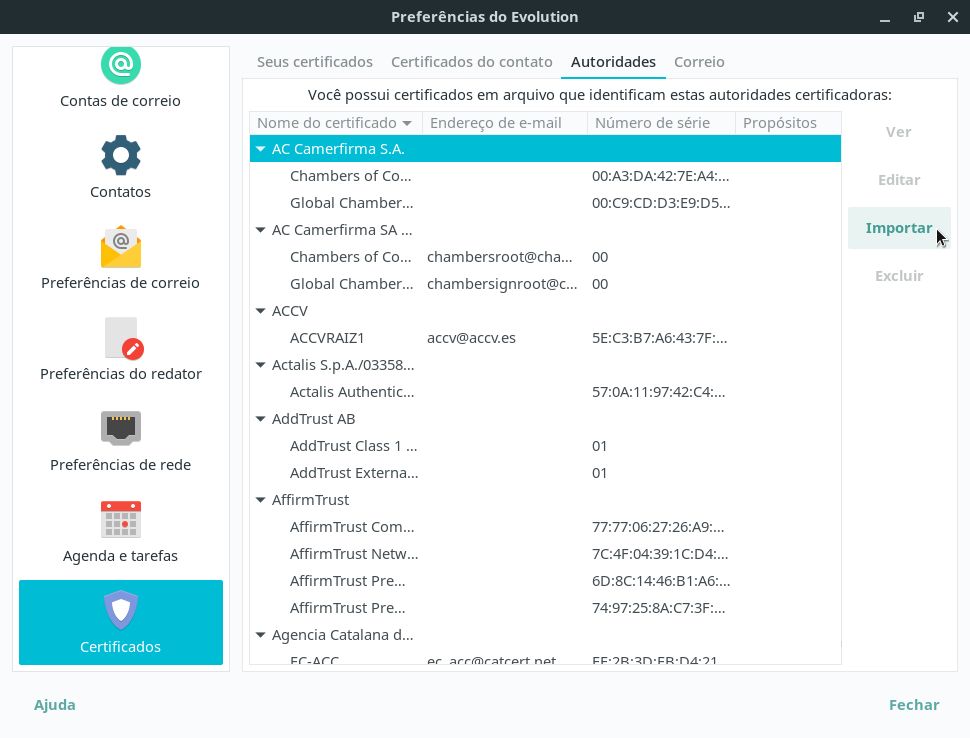 Preferências do Evolution
Contas de correio
Contatos
Preferências de correio
Preferências do redator
Preferências de rede
Agenda e tarefas
Certificados
Seus certificados Certificados do contato Autoridades Correio
Você possui certificados em arquivo que identificam estas autoridades certificadoras:
Nome do certificado Endereço de e-mail Número de série Propósitos
AC Camerfirma S.A.
Chambers of Co... 00:A3:DA:42:7E:A4:...
Global Chamber... 00:C9:CD:D3:E9:D5...
AC Camerfirma SA ...
Chambers of Co... chambersroot@cha... 00
Global Chamber... chambersignroot@c... 00
ACCV
ACCVRAIZ1 accv@accv.es 5E:C3:B7:A6:43:7F:...
Actalis S.p.A./03358...
Actalis Authentic... 57:0A:11:97:42:C4:...
AddTrust AB
AddTrust Class 1 ... 01
AddTrust Externa... 01
AffirmTrust
AffirmTrust Com... 77:77:06:27:26:A9:...
AffirmTrust Netw... 7C:4F:04:39:1C:D4:...
AffirmTrust Pre... 6D:8C:14:46:B1:A6:...
AffirmTrust Pre... 74:97:25:8A:C7:3F:...
Agencia Catalana d...
EC-ACC ec_acc@catcert.net EE:2B:3D:EB:D4:21
Ver
Editar
Importar
Excluir
Ajuda
Fechar